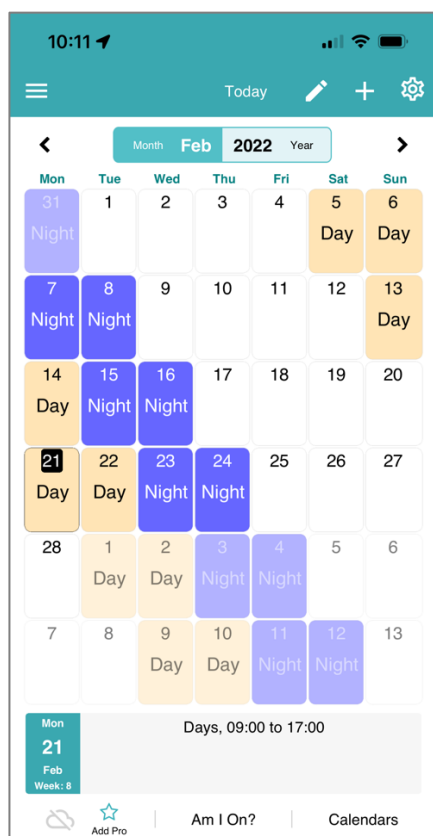 10:11
Today
Month Feb 2022 Year
Mon Tue Wed Thu Fri Sat Sun
31 1 2 3 4 5 6
Night Day Day
7 8 9 10 11 12 13
Night Night Day
14 15 16 17 18 19 20
Day Night Night
21 22 23 24 25 26 27
Day Day Night Night
28 1 2 3 4 5 6
Day Day Night Night
7 8 9 10 11 12 13
Day Day Night Night
Mon
21
Feb
Week: 8
Days, 09:00 to 17:00
Add Pro
Am I On?
Calendars